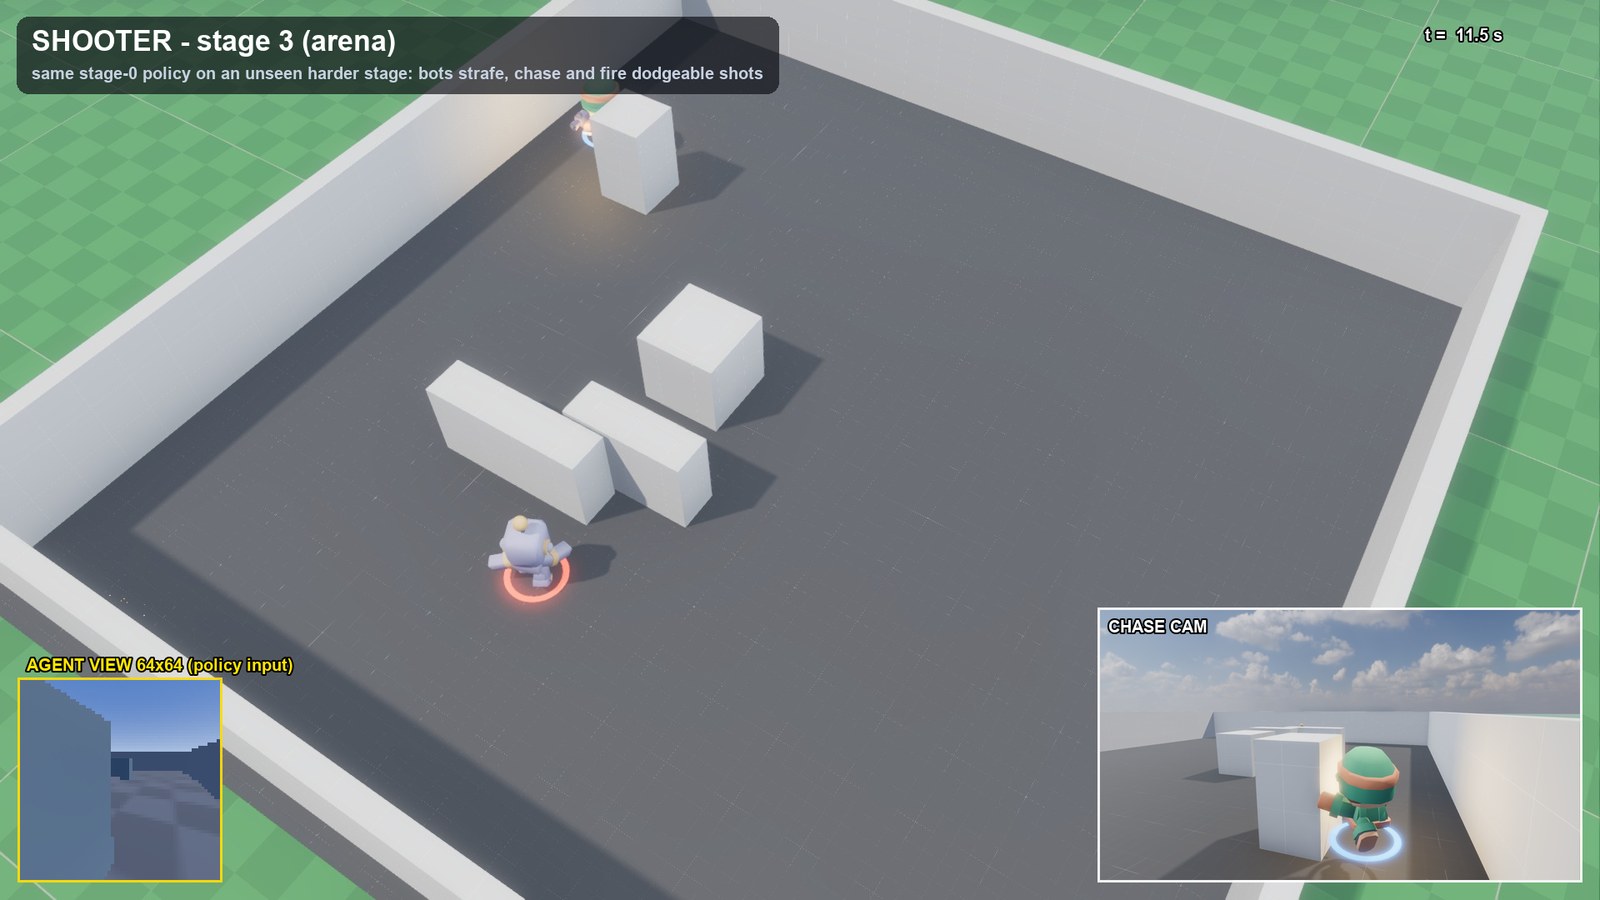 SHOOTER - stage 3 (arena)
same stage-0 policy on an unseen harder stage: bots strafe, chase and fire dodgeable shots
t = 11.5 s
AGENT VIEW 64x64 (policy input)
CHASE CAM